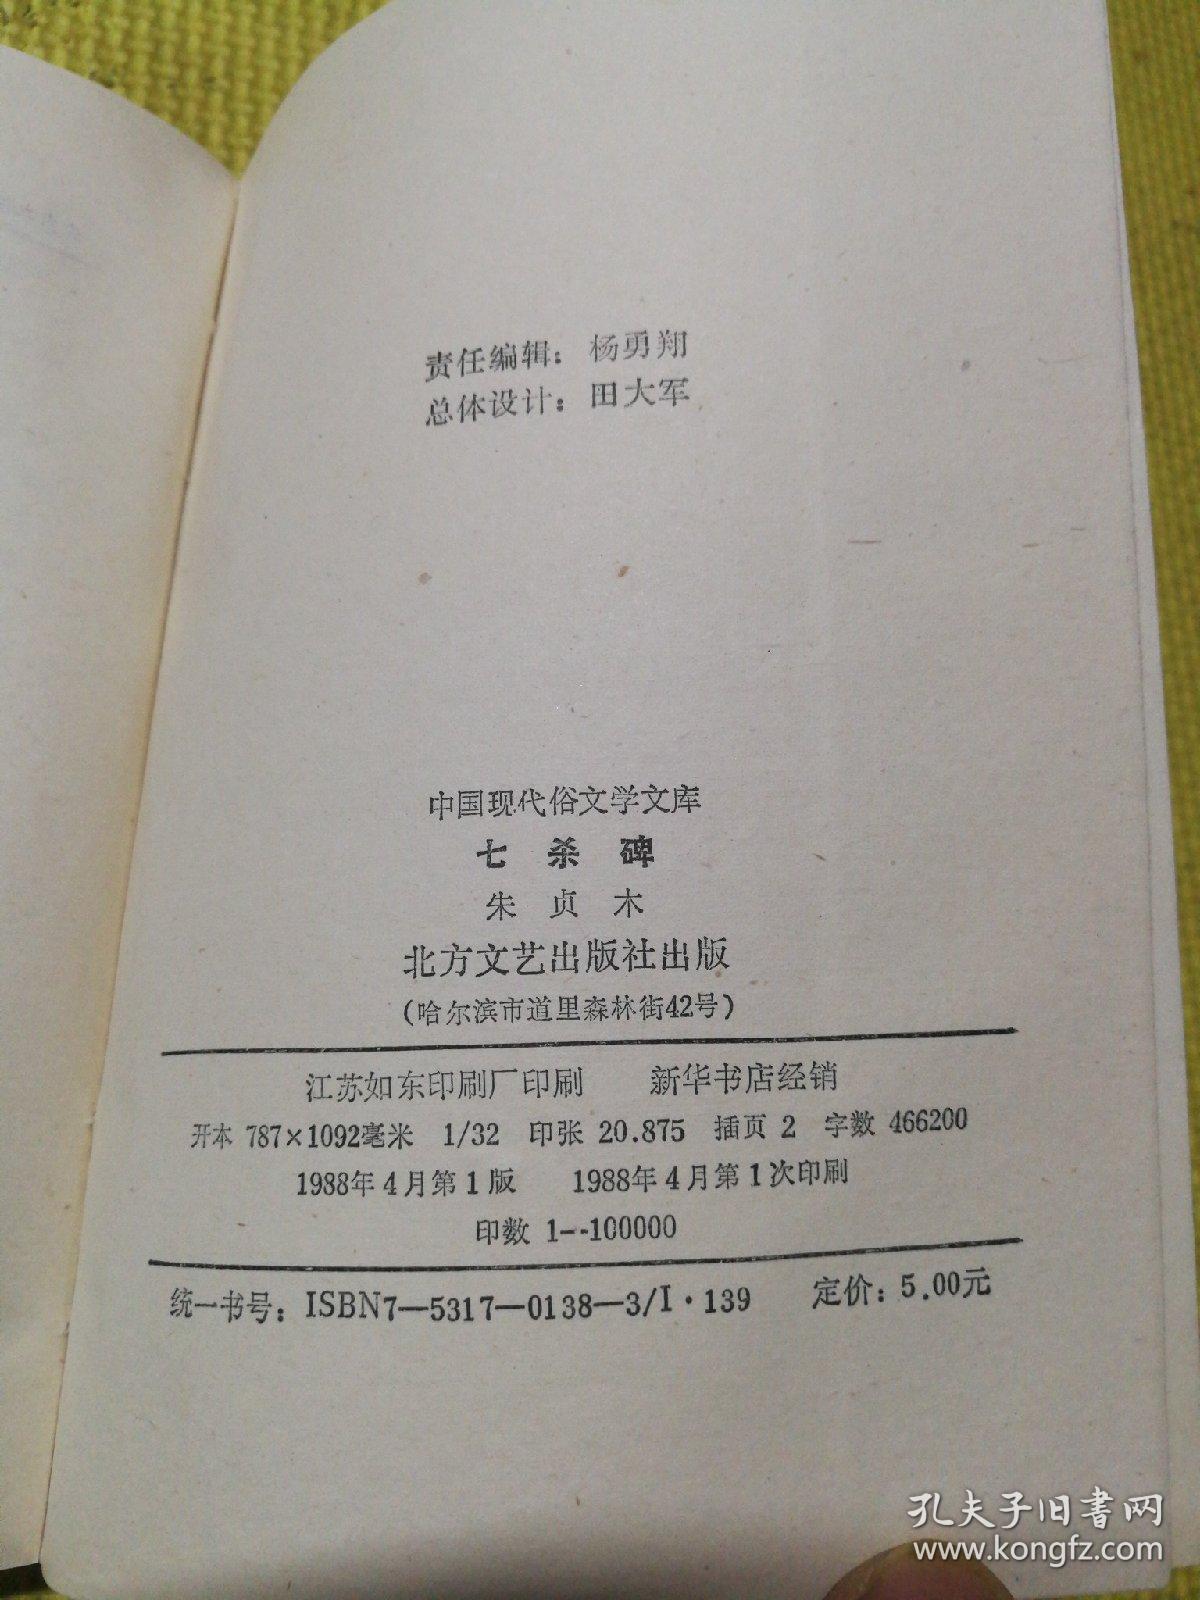 责任编辑：杨勇翔
总体设计：田大军
中国现代俗文学文库
七杀碑
朱贞木
北方文艺出版社出版
（哈尔滨市道里森林街42号）
江苏如东印刷厂印刷　新华书店经销
开本 787×1092毫米 1/32 印张 20.875 插页 2 字数 466200
1988年4月第1版　1988年4月第1次印刷
印数 1--100000
统一书号：ISBN7—5317—0138—3/I·139　定价：5.00元
孔夫子旧书网
www.kongfz.com